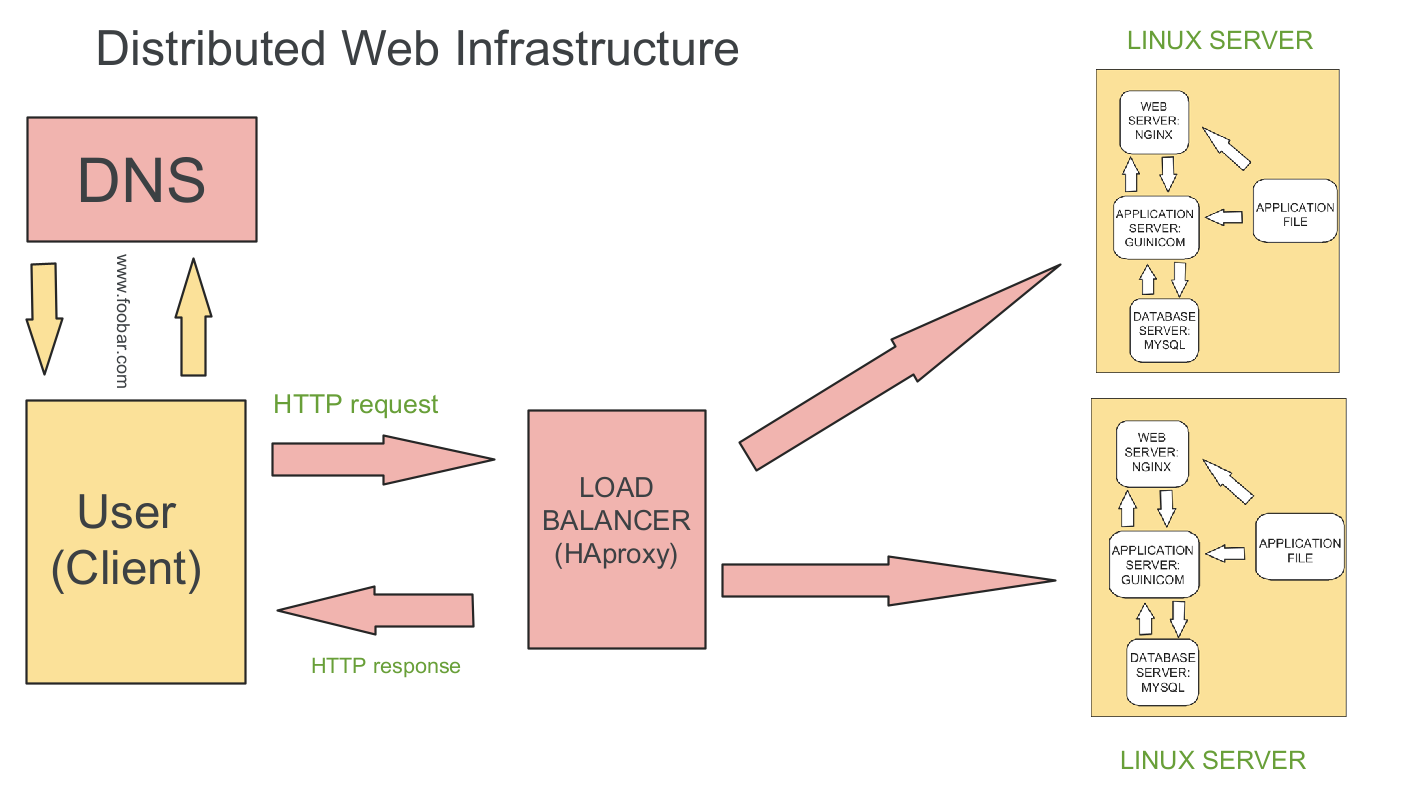 Distributed Web Infrastructure
DNS
www.foobar.com
User
(Client)
HTTP request
HTTP response
LOAD
BALANCER
(HAproxy)
LINUX SERVER
WEB
SERVER:
NGINX
APPLICATION
SERVER:
GUINICOM
APPLICATION
FILE
DATABASE
SERVER:
MYSQL
WEB
SERVER:
NGINX
APPLICATION
SERVER:
GUINICOM
APPLICATION
FILE
DATABASE
SERVER:
MYSQL
LINUX SERVER